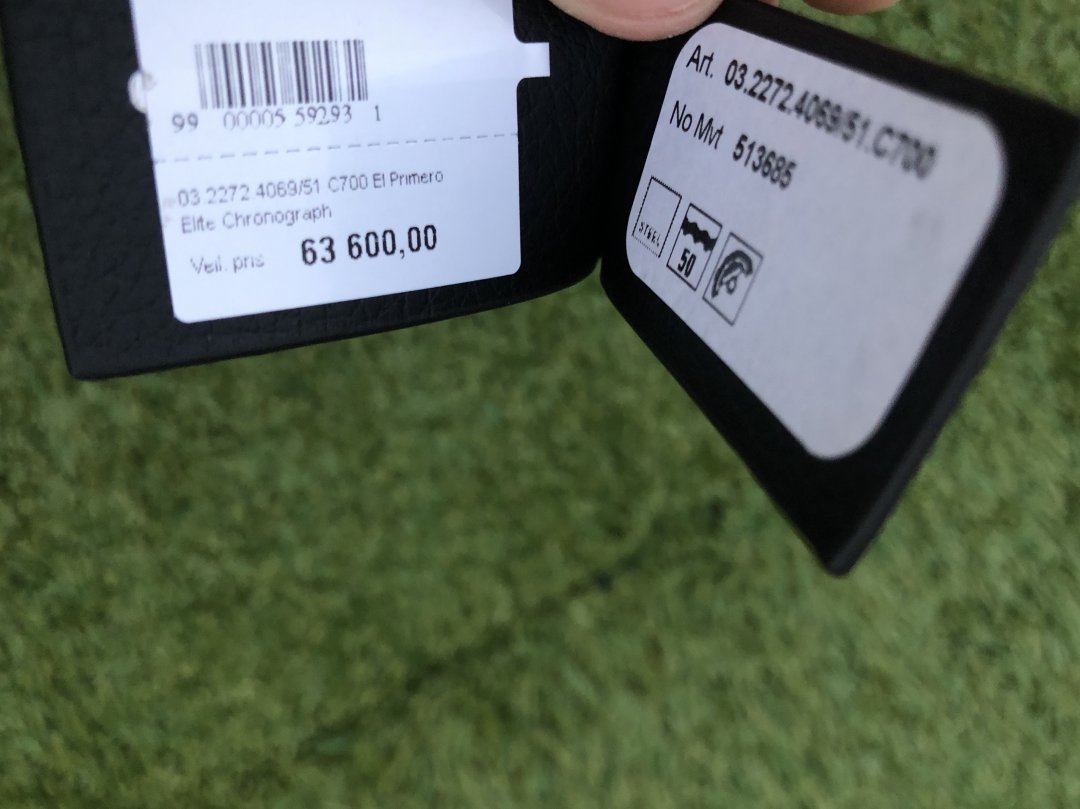 99 00005 59293 1
03.2272.4069/51.C700 El Primero
Elite Chronograph
Veil. pris 63 600,00
Art. 03.2272.4069/51.C700
No Mvt 513685
STEEL
50